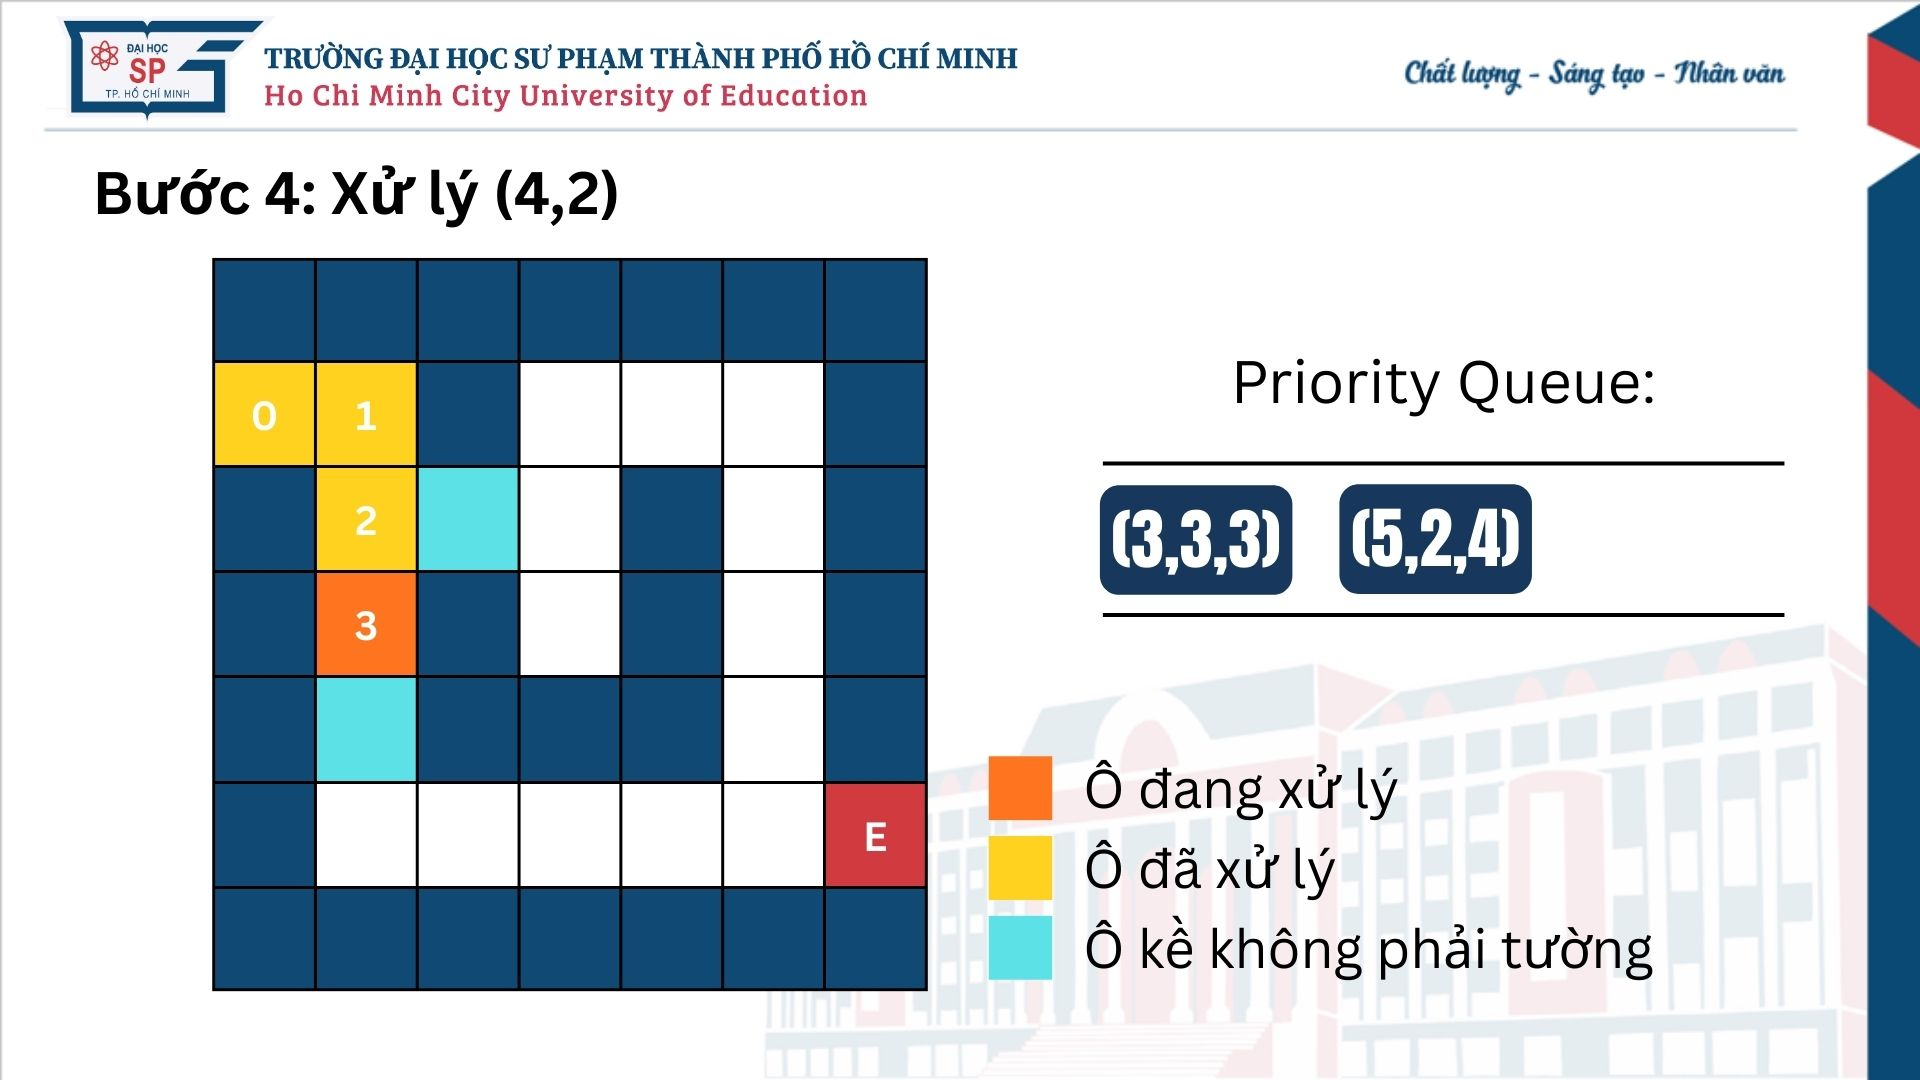 ĐẠI HỌC
SP
TP. HỒ CHÍ MINH
TRƯỜNG ĐẠI HỌC SƯ PHẠM THÀNH PHỐ HỒ CHÍ MINH
Ho Chi Minh City University of Education
Chất lượng - Sáng tạo - Nhân văn
Bước 4: Xử lý (4,2)
0 1
2
3
E
Priority Queue:
(3,3,3) (5,2,4)
Ô đang xử lý
Ô đã xử lý
Ô kề không phải tường